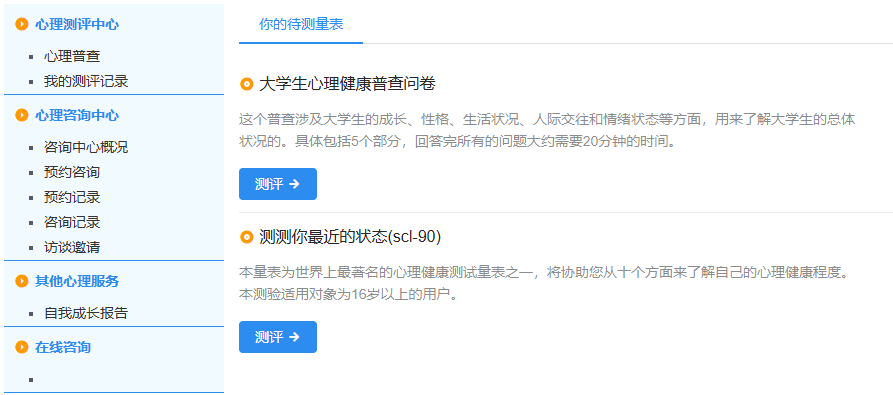 心理测评中心
心理普查
我的测评记录
心理咨询中心
咨询中心概况
预约咨询
预约记录
咨询记录
访谈邀请
其他心理服务
自我成长报告
在线咨询
你的待测量表
大学生心理健康普查问卷
这个普查涉及大学生的成长、性格、生活状况、人际交往和情绪状态等方面，用来了解大学生的总体
状况的。具体包括5个部分，回答完所有的问题大约需要20分钟的时间。
测评 →
测测你最近的状态(scl-90)
本量表为世界上最著名的心理健康测试量表之一，将协助您从十个方面来了解自己的心理健康程度。
本测验适用对象为16岁以上的用户。
测评 →